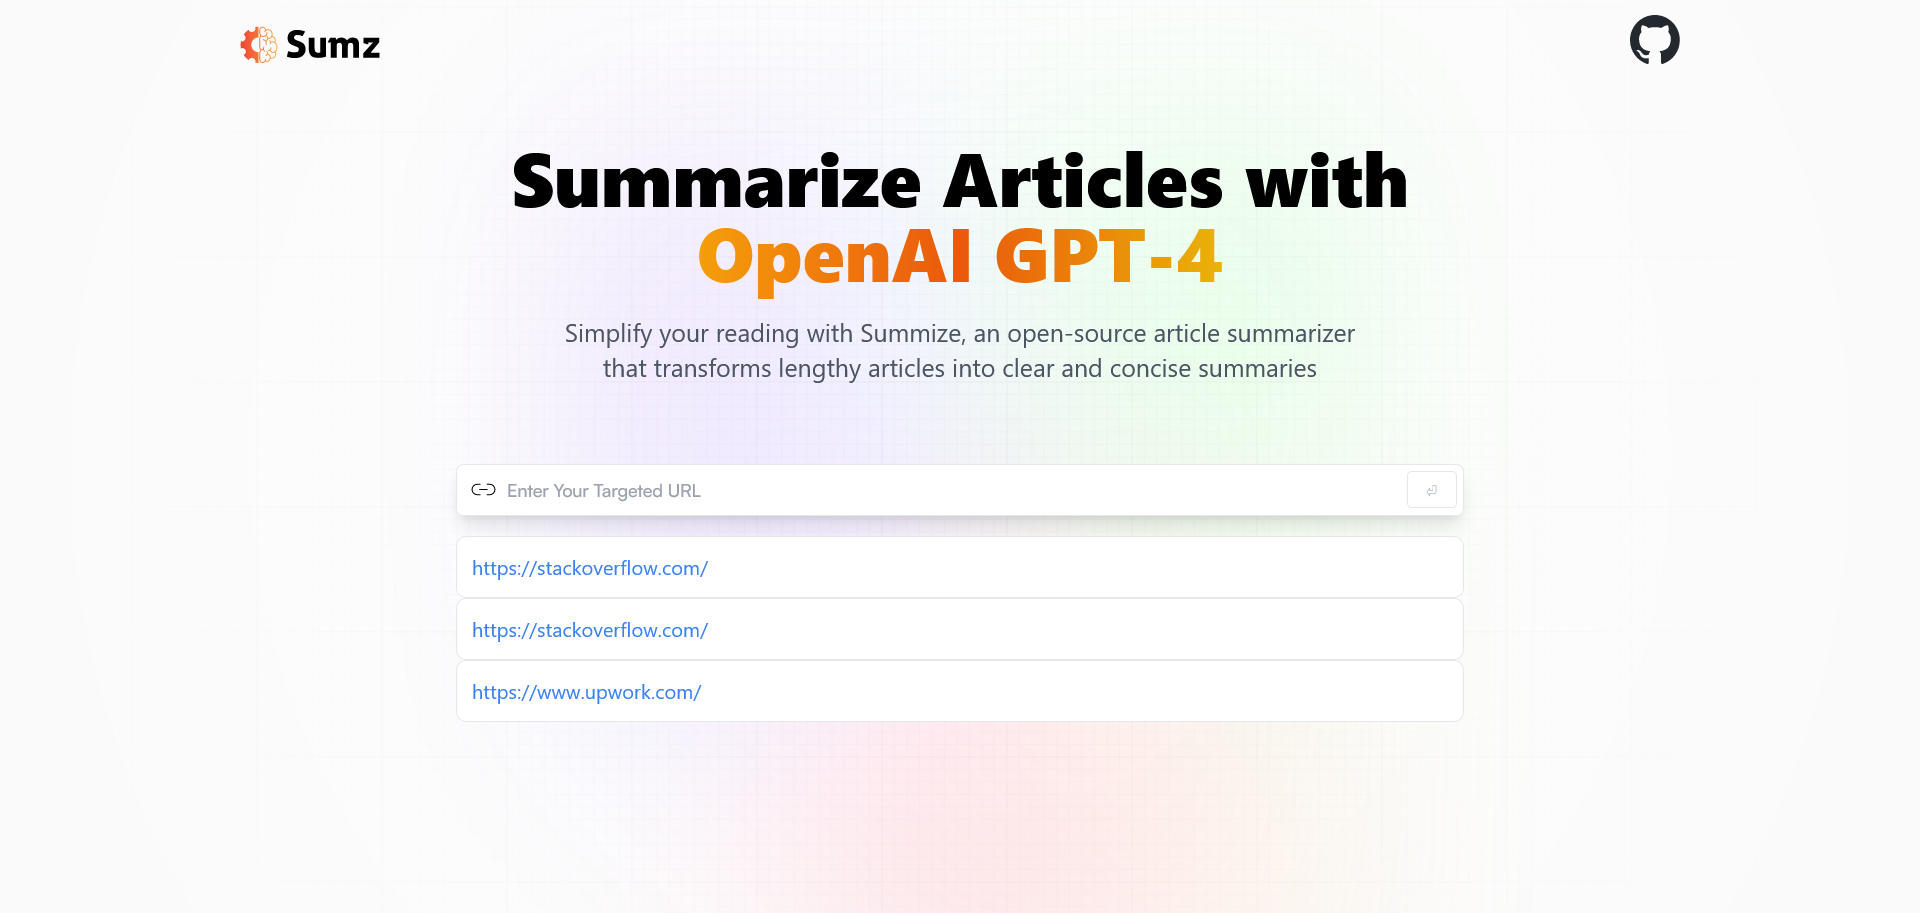 Sumz
Summarize Articles with
OpenAI GPT-4
Simplify your reading with Summize, an open-source article summarizer
that transforms lengthy articles into clear and concise summaries
Enter Your Targeted URL
⏎
https://stackoverflow.com/
https://stackoverflow.com/
https://www.upwork.com/